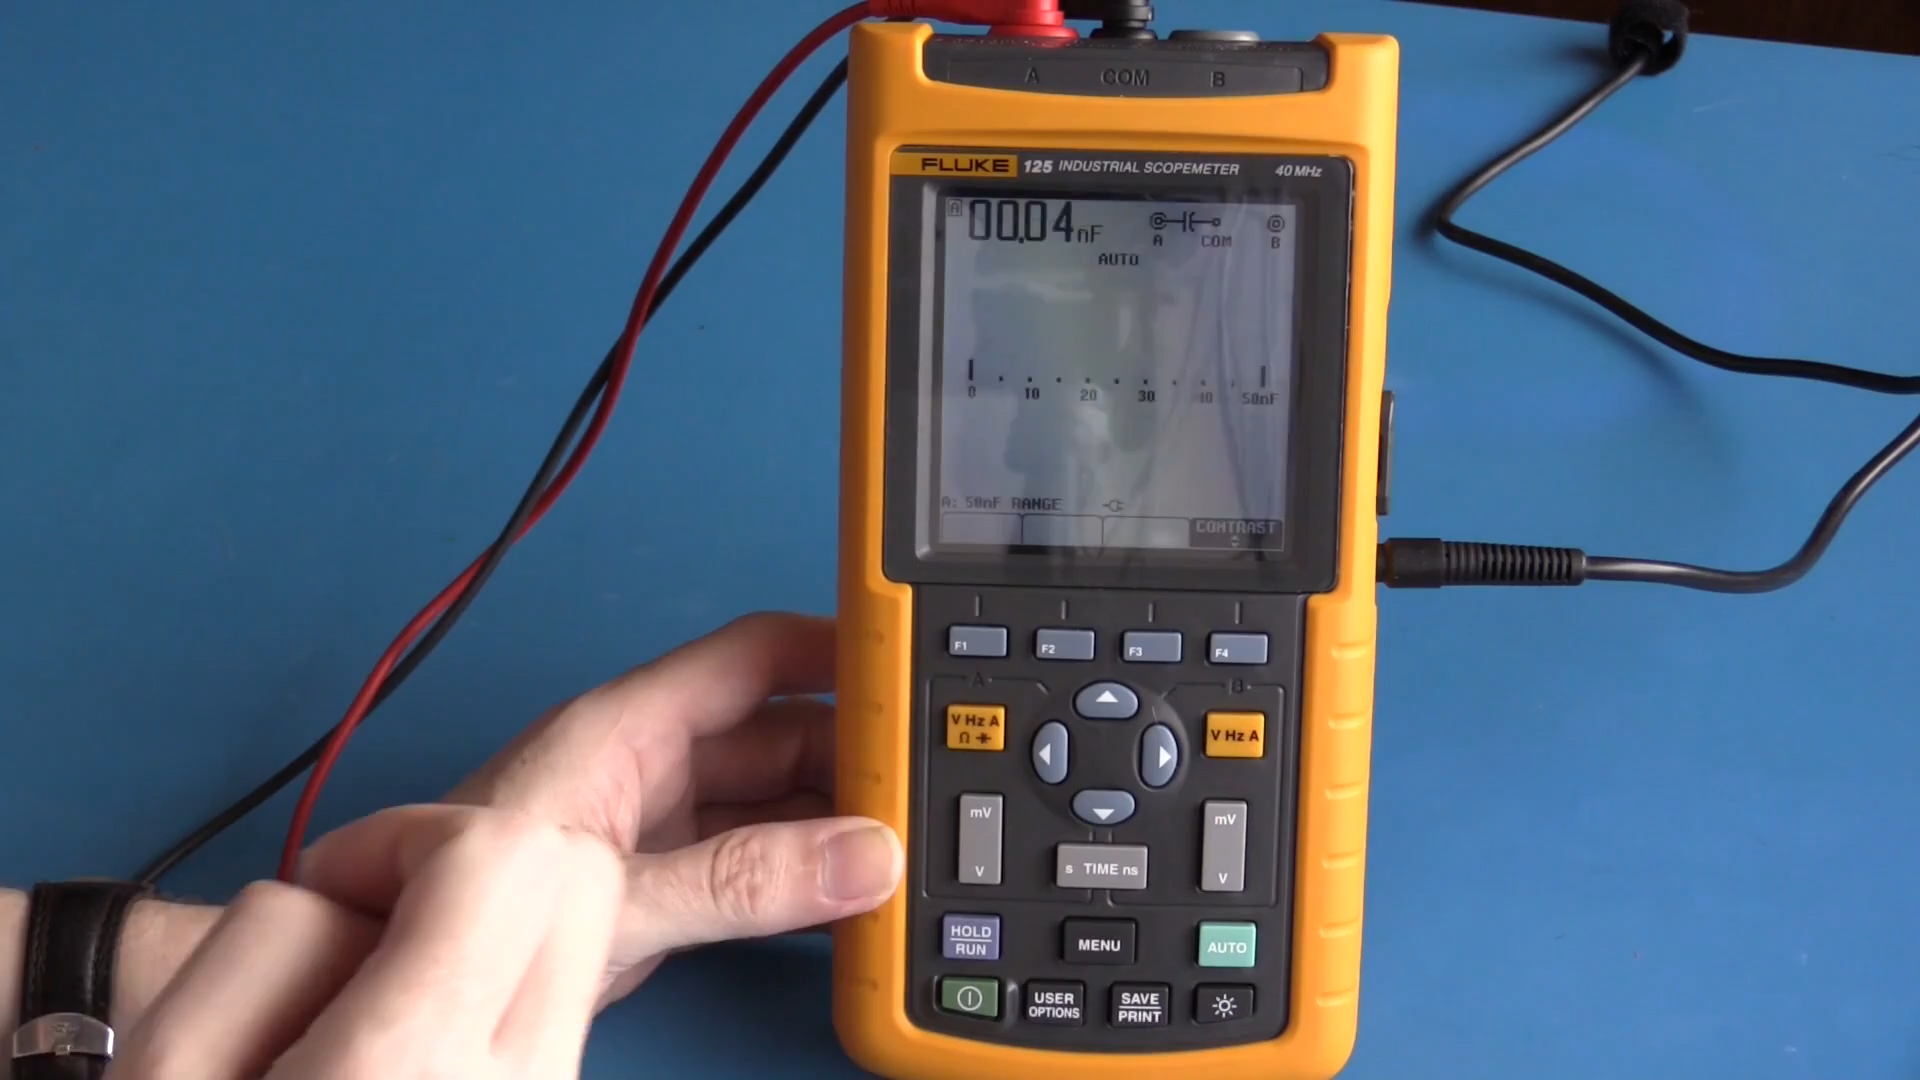 A COM B
FLUKE 125 INDUSTRIAL SCOPEMETER 40 MHz
A 00.04 nF
A COM B
AUTO
0 10 20 30 40 50nF
A: 50nF RANGE
CONTRAST
F1 F2 F3 F4
A B
V Hz A
Ω
V Hz A
mV mV
s TIME ns
V V
HOLD
RUN
MENU
AUTO
USER
OPTIONS
SAVE
PRINT